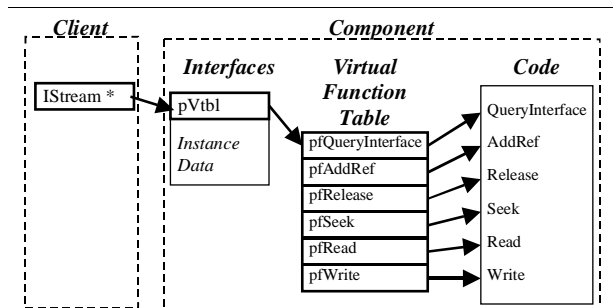 Client
Component
Interfaces
Virtual
Function
Table
Code
IStream *
pVtbl
Instance
Data
pfQueryInterface
pfAddRef
pfRelease
pfSeek
pfRead
pfWrite
QueryInterface
AddRef
Release
Seek
Read
Write